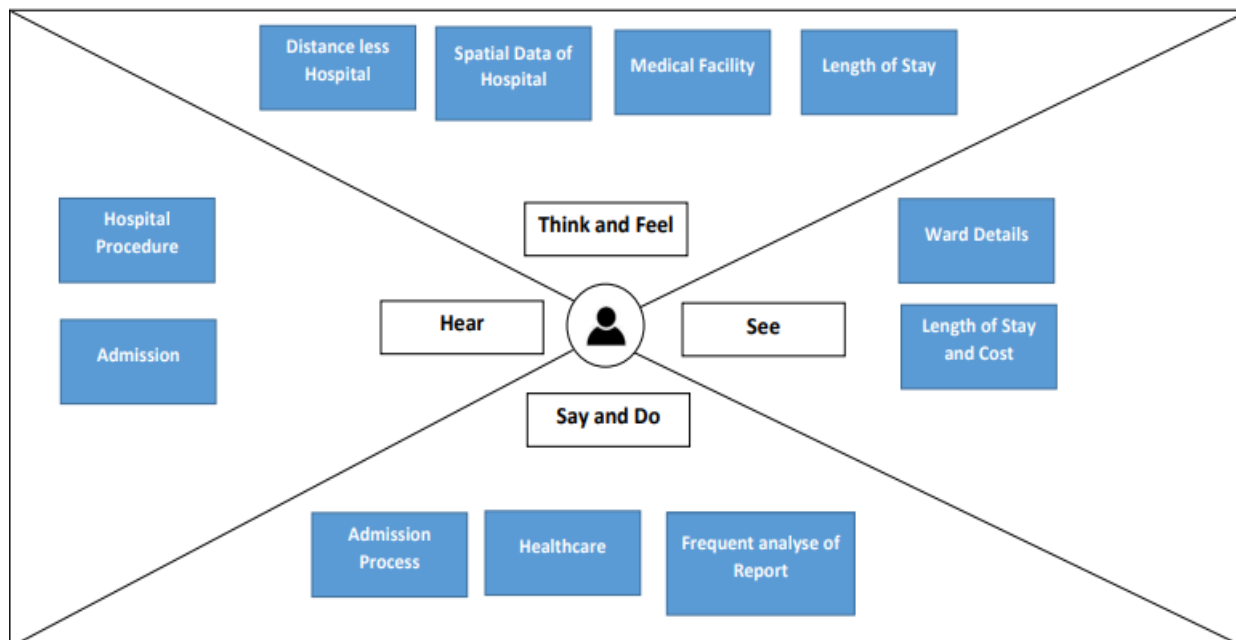 Distance less
Hospital
Spatial Data of
Hospital
Medical Facility
Length of Stay
Hospital
Procedure
Think and Feel
Ward Details
Hear
See
Admission
Length of Stay
and Cost
Say and Do
Admission
Process
Healthcare
Frequent analyse of
Report